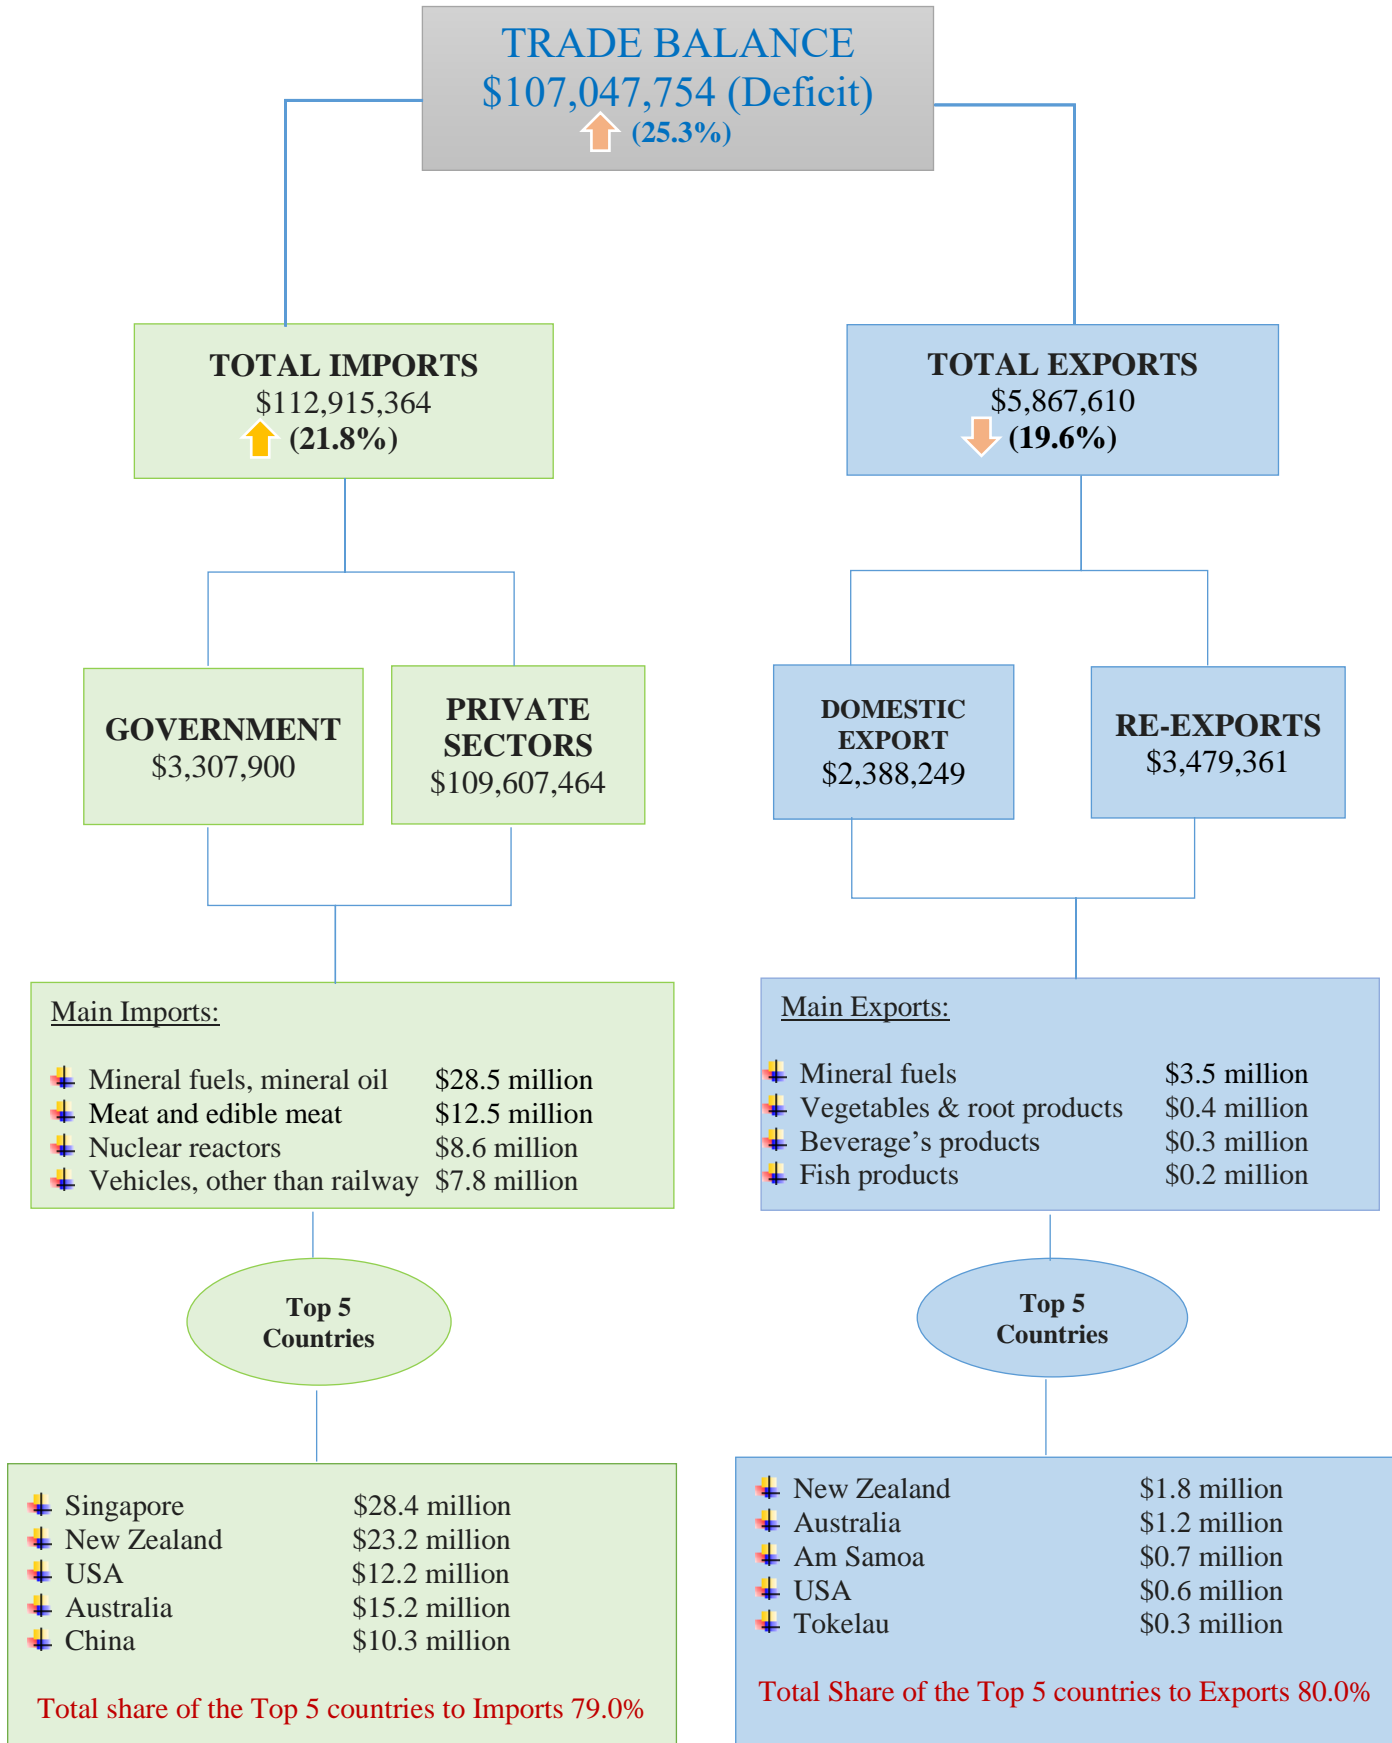 TRADE BALANCE
$107,047,754 (Deficit)
(25.3%)
TOTAL IMPORTS
$112,915,364
(21.8%)
TOTAL EXPORTS
$5,867,610
(19.6%)
GOVERNMENT
$3,307,900
PRIVATE
SECTORS
$109,607,464
DOMESTIC
EXPORT
$2,388,249
RE-EXPORTS
$3,479,361
Main Imports:
Mineral fuels, mineral oil $28.5 million
Meat and edible meat $12.5 million
Nuclear reactors $8.6 million
Vehicles, other than railway $7.8 million
Main Exports:
Mineral fuels $3.5 million
Vegetables & root products $0.4 million
Beverage’s products $0.3 million
Fish products $0.2 million
Top 5
Countries
Top 5
Countries
Singapore $28.4 million
New Zealand $23.2 million
USA $12.2 million
Australia $15.2 million
China $10.3 million
Total share of the Top 5 countries to Imports 79.0%
New Zealand $1.8 million
Australia $1.2 million
Am Samoa $0.7 million
USA $0.6 million
Tokelau $0.3 million
Total Share of the Top 5 countries to Exports 80.0%